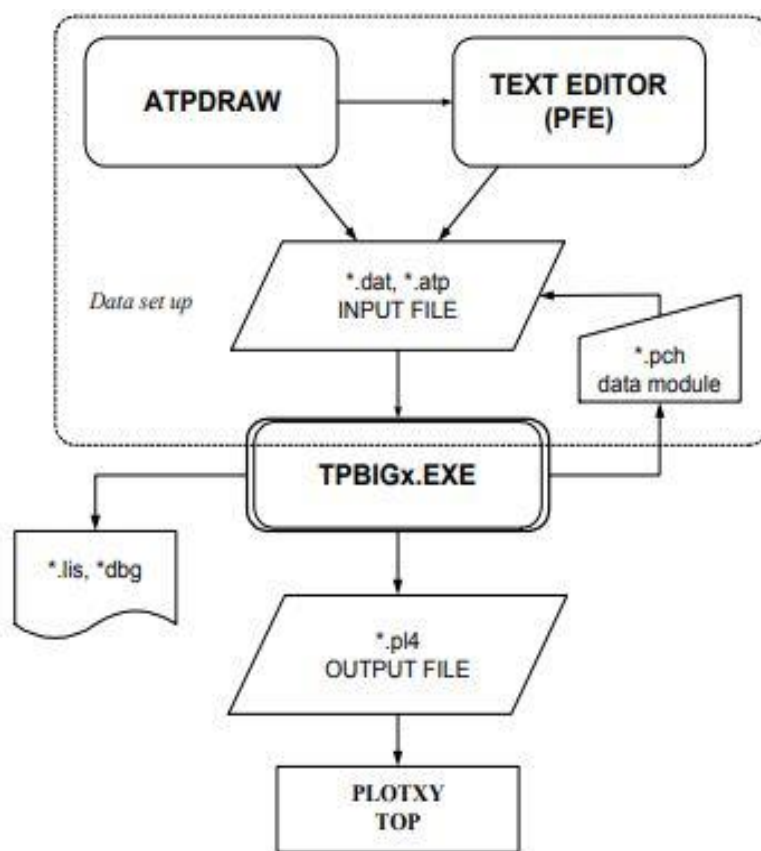 ATPDRAW
TEXT EDITOR
(PFE)
*.dat, *.atp
INPUT FILE
Data set up
*.pch
data module
TPBIGx.EXE
*.lis, *dbg
*.pl4
OUTPUT FILE
PLOTXY
TOP